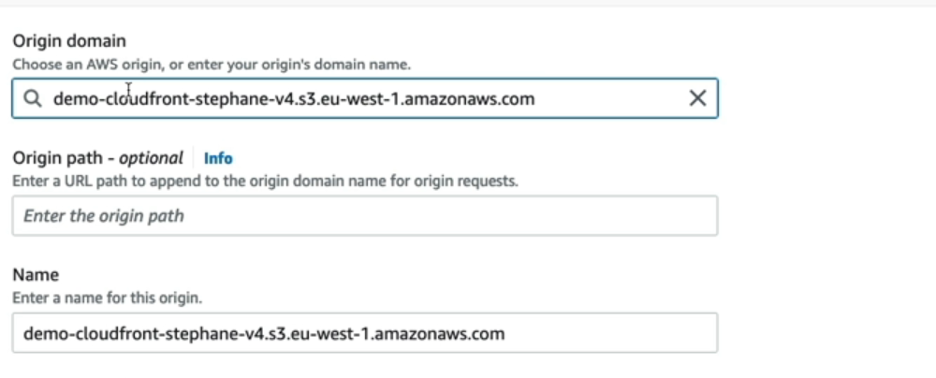 Origin domain
Choose an AWS origin, or enter your origin's domain name.
demo-cloudfront-stephane-v4.s3.eu-west-1.amazonaws.com
Origin path - optional Info
Enter a URL path to append to the origin domain name for origin requests.
Enter the origin path
Name
Enter a name for this origin.
demo-cloudfront-stephane-v4.s3.eu-west-1.amazonaws.com